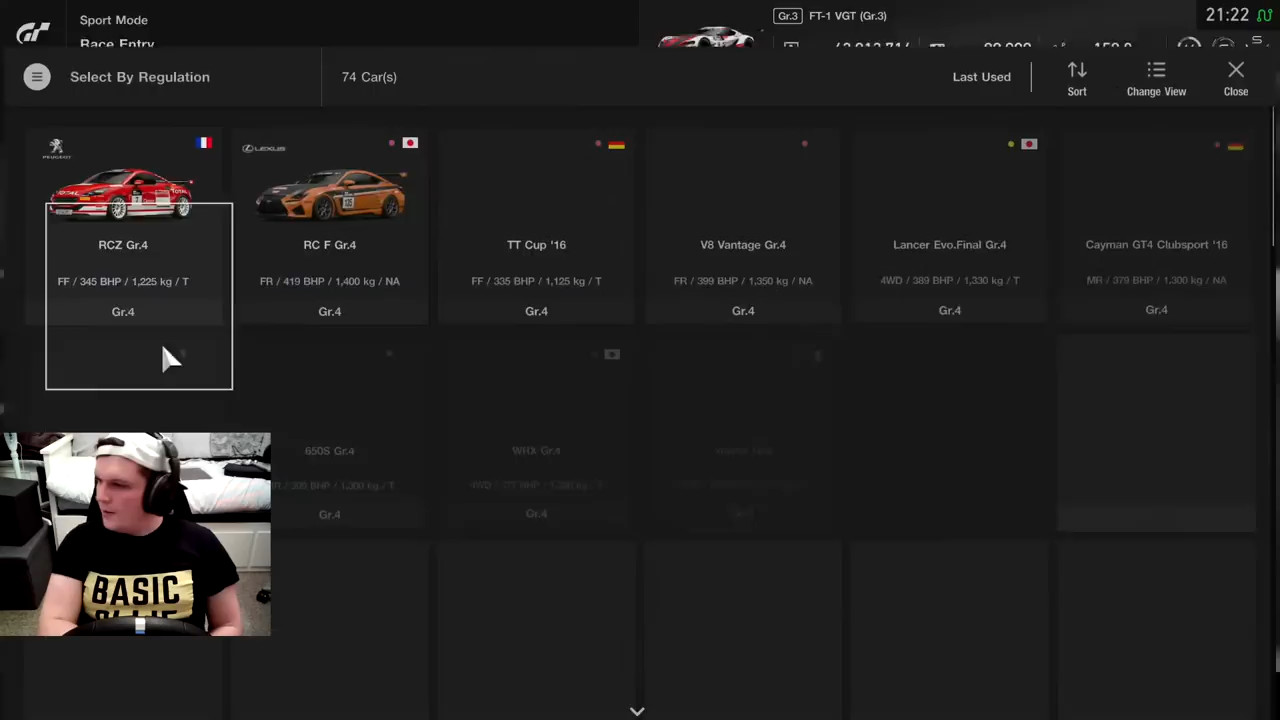 Sport Mode
Race Entry
Gr.3 FT-1 VGT (Gr.3)
21:22
Select By Regulation
74 Car(s)
Last Used
Sort
Change View
Close
PEUGEOT
LEXUS
RCZ Gr.4
RC F Gr.4
TT Cup '16
V8 Vantage Gr.4
Lancer Evo.Final Gr.4
Cayman GT4 Clubsport '16
FF / 345 BHP / 1,225 kg / T
FR / 419 BHP / 1,400 kg / NA
FF / 335 BHP / 1,125 kg / T
FR / 399 BHP / 1,350 kg / NA
4WD / 389 BHP / 1,330 kg / T
MR / 379 BHP / 1,300 kg / NA
Gr.4
Gr.4
Gr.4
Gr.4
Gr.4
Gr.4
650S Gr.4
WRX Gr.4
Gr.4
Gr.4
BASIC